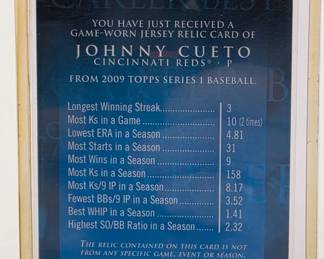 CAREER BEST
YOU HAVE JUST RECEIVED A
GAME-WORN JERSEY RELIC CARD OF
JOHNNY CUETO
CINCINNATI REDS® · P
FROM 2009 TOPPS SERIES 1 BASEBALL.
Longest Winning Streak.................. 3
Most Ks in a Game......................... 10 (2 times)
Lowest ERA in a Season................ 4.81
Most Starts in a Season ................ 31
Most Wins in a Season .................. 9
Most Ks in a Season...................... 158
Most Ks/9 IP in a Season.............. 8.17
Fewest BBs/9 IP in a Season........ 3.52
Best WHIP in a Season ................. 1.41
Highest SO/BB Ratio in a Season ....... 2.32
THE RELIC CONTAINED ON THIS CARD IS NOT
FROM ANY SPECIFIC GAME, EVENT OR SEASON.